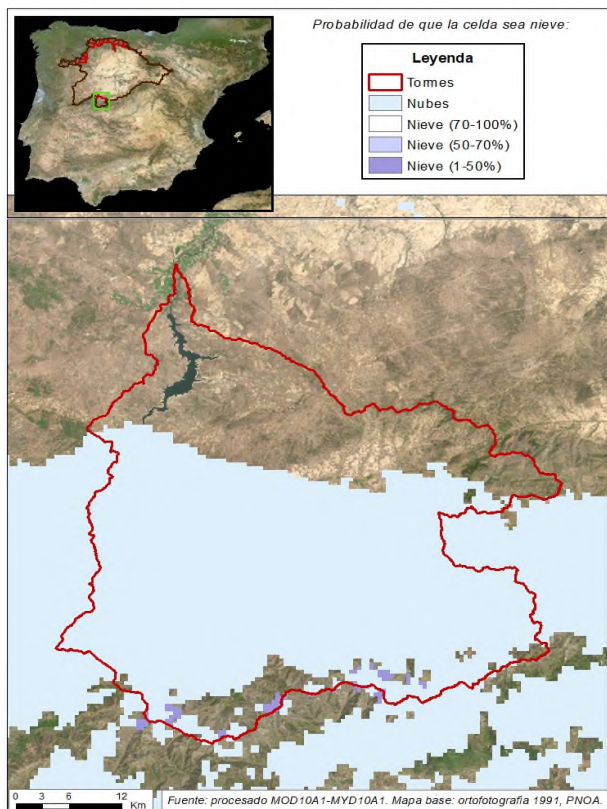 Probabilidad de que la celda sea nieve:
Leyenda
Tormes
Nubes
Nieve (70-100%)
Nieve (50-70%)
Nieve (1-50%)
0 3 6 12
Km
Fuente: procesado MOD10A1-MYD10A1. Mapa base: ortofotografia 1991, PNOA